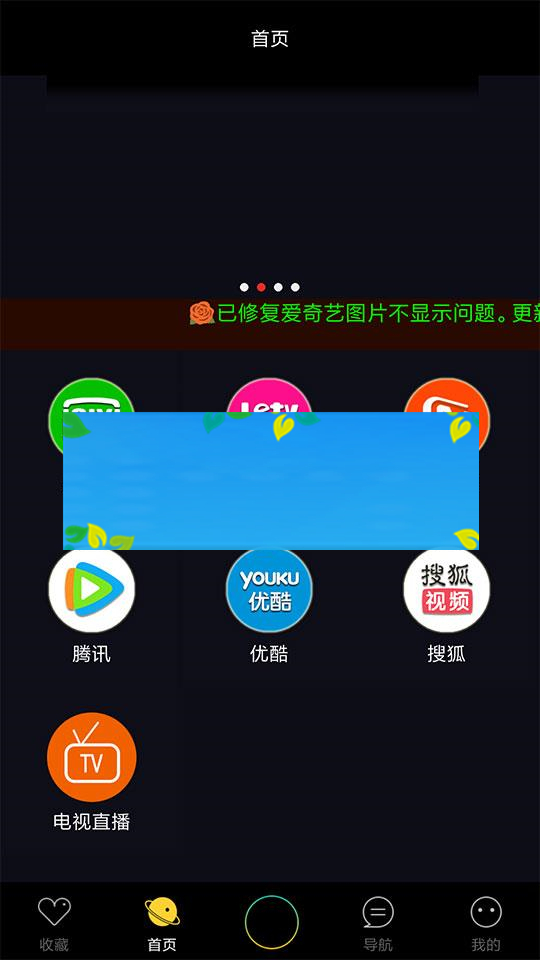 首页
已修复爱奇艺图片不显示问题。更新
Letv
YOUKU
优酷
搜狐
视频
腾讯
优酷
搜狐
TV
电视直播
收藏
首页
导航
我的